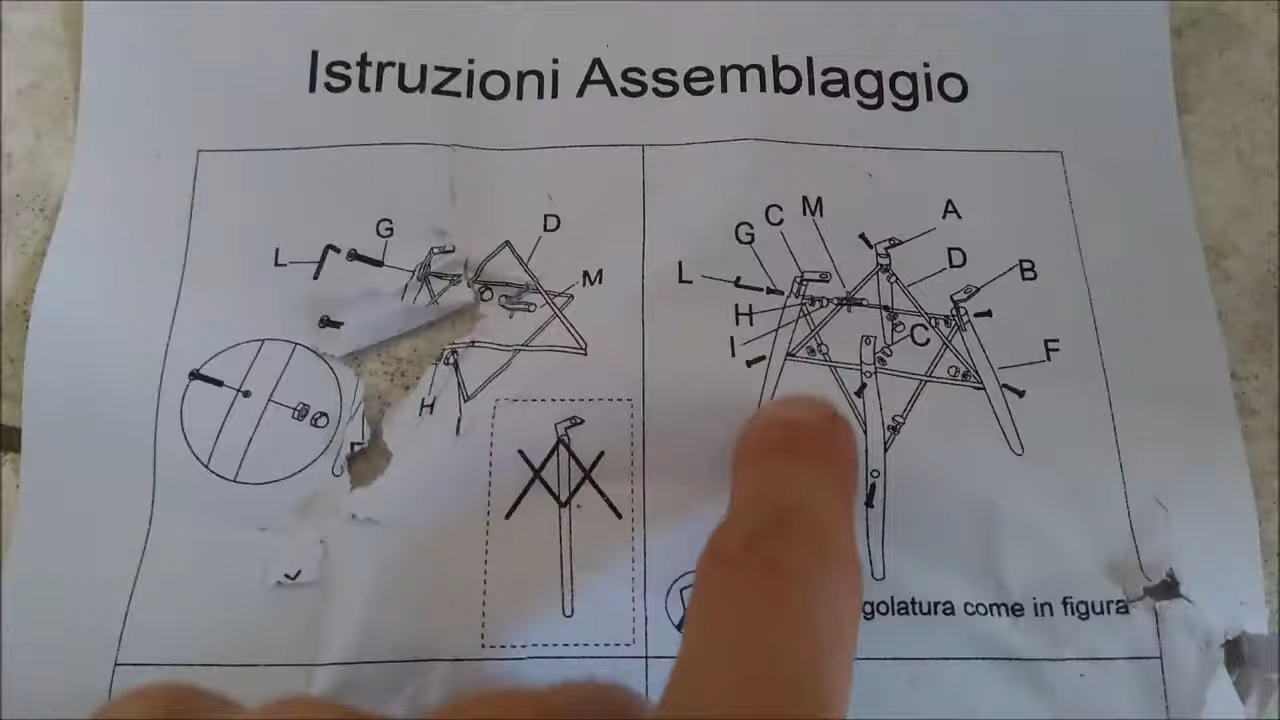 Istruzioni Assemblaggio
G
D
L
M
H
C
M
A
G
D
B
L
H
C
I
F
golatura come in figura